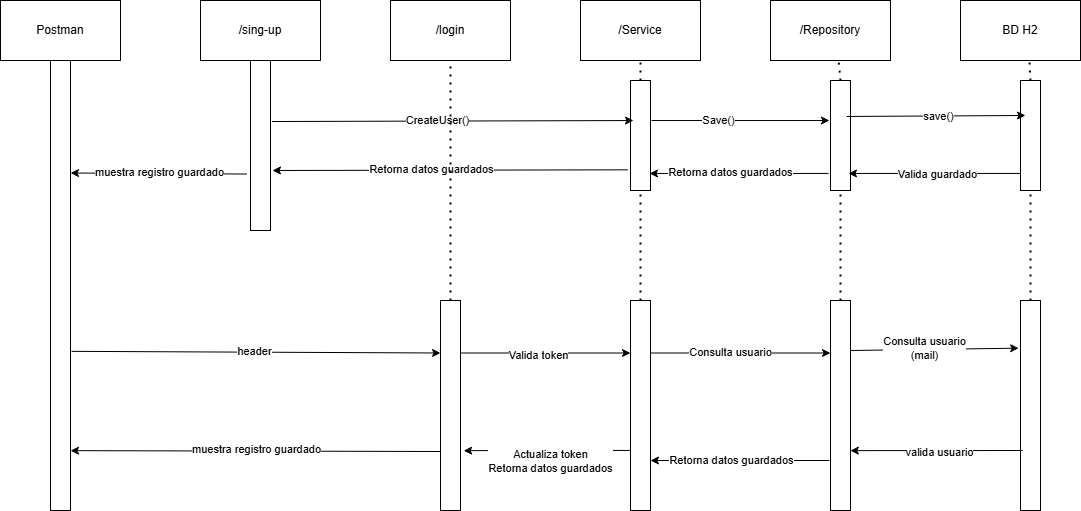 Postman
/sing-up
/login
/Service
/Repository
BD H2
CreateUser()
Save()
save()
muestra registro guardado
Retorna datos guardados
Retorna datos guardados
Valida guardado
header
Valida token
Consulta usuario
Consulta usuario
(mail)
muestra registro guardado
Actualiza token
Retorna datos guardados
Retorna datos guardados
valida usuario